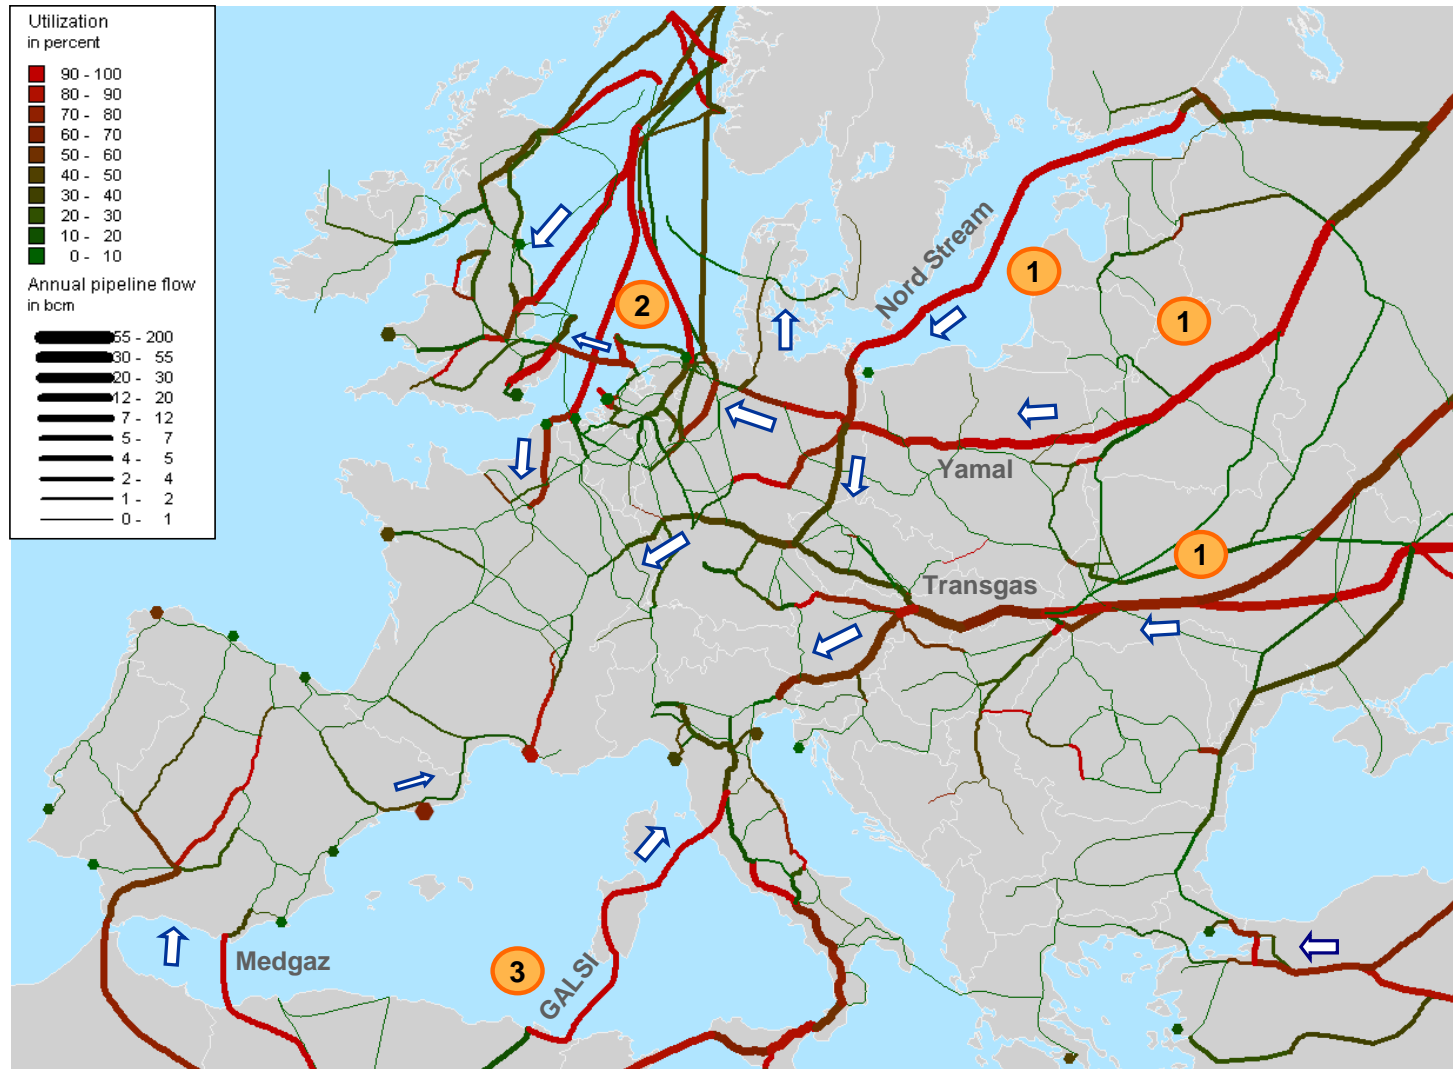 Utilization
in percent
90 - 100
80 - 90
70 - 80
60 - 70
50 - 60
40 - 50
30 - 40
20 - 30
10 - 20
0 - 10
Annual pipeline flow
in bcm
55 - 200
30 - 55
20 - 30
12 - 20
7 - 12
5 - 7
4 - 5
2 - 4
1 - 2
0 - 1
Nord Stream
1
2
1
Yamal
1
Transgas
Medgaz
3
GALSI